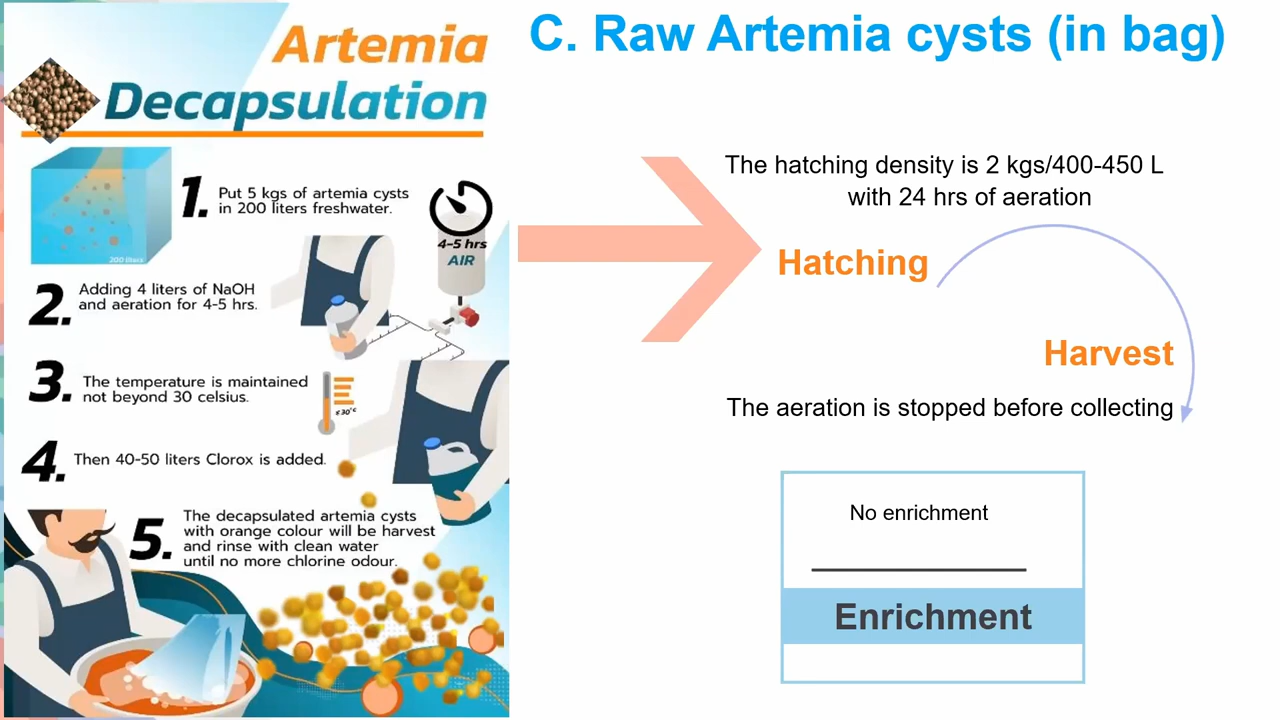 Artemia
Decapsulation
1. Put 5 kgs of artemia cysts
in 200 liters freshwater.
200 liters
4-5 hrs
AIR
2. Adding 4 liters of NaOH
and aeration for 4-5 hrs.
3. The temperature is maintained
not beyond 30 celsius.
≤30°c
4. Then 40-50 liters Clorox is added.
5. The decapsulated artemia cysts
with orange colour will be harvest
and rinse with clean water
until no more chlorine odour.
C. Raw Artemia cysts (in bag)
The hatching density is 2 kgs/400-450 L
with 24 hrs of aeration
Hatching
Harvest
The aeration is stopped before collecting
No enrichment
Enrichment